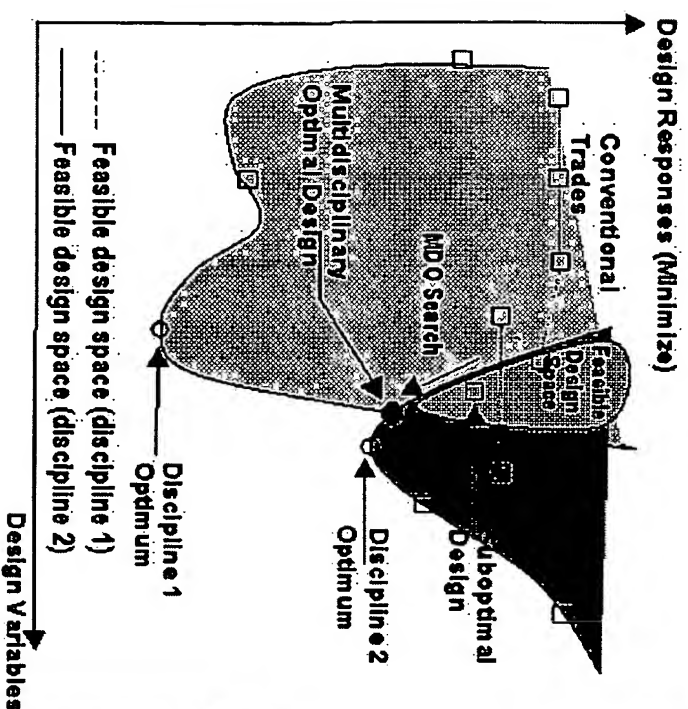 Design Responses (Minimize)
Conventional
Trades
Feasible
Design
Space
MDO Search
uboptimal
Design
Multidisciplinary
Optimal Design
Discipline 2
Optimum
Discipline 1
Optimum
Feasible design space (discipline 1)
Feasible design space (discipline 2)
Design Variables